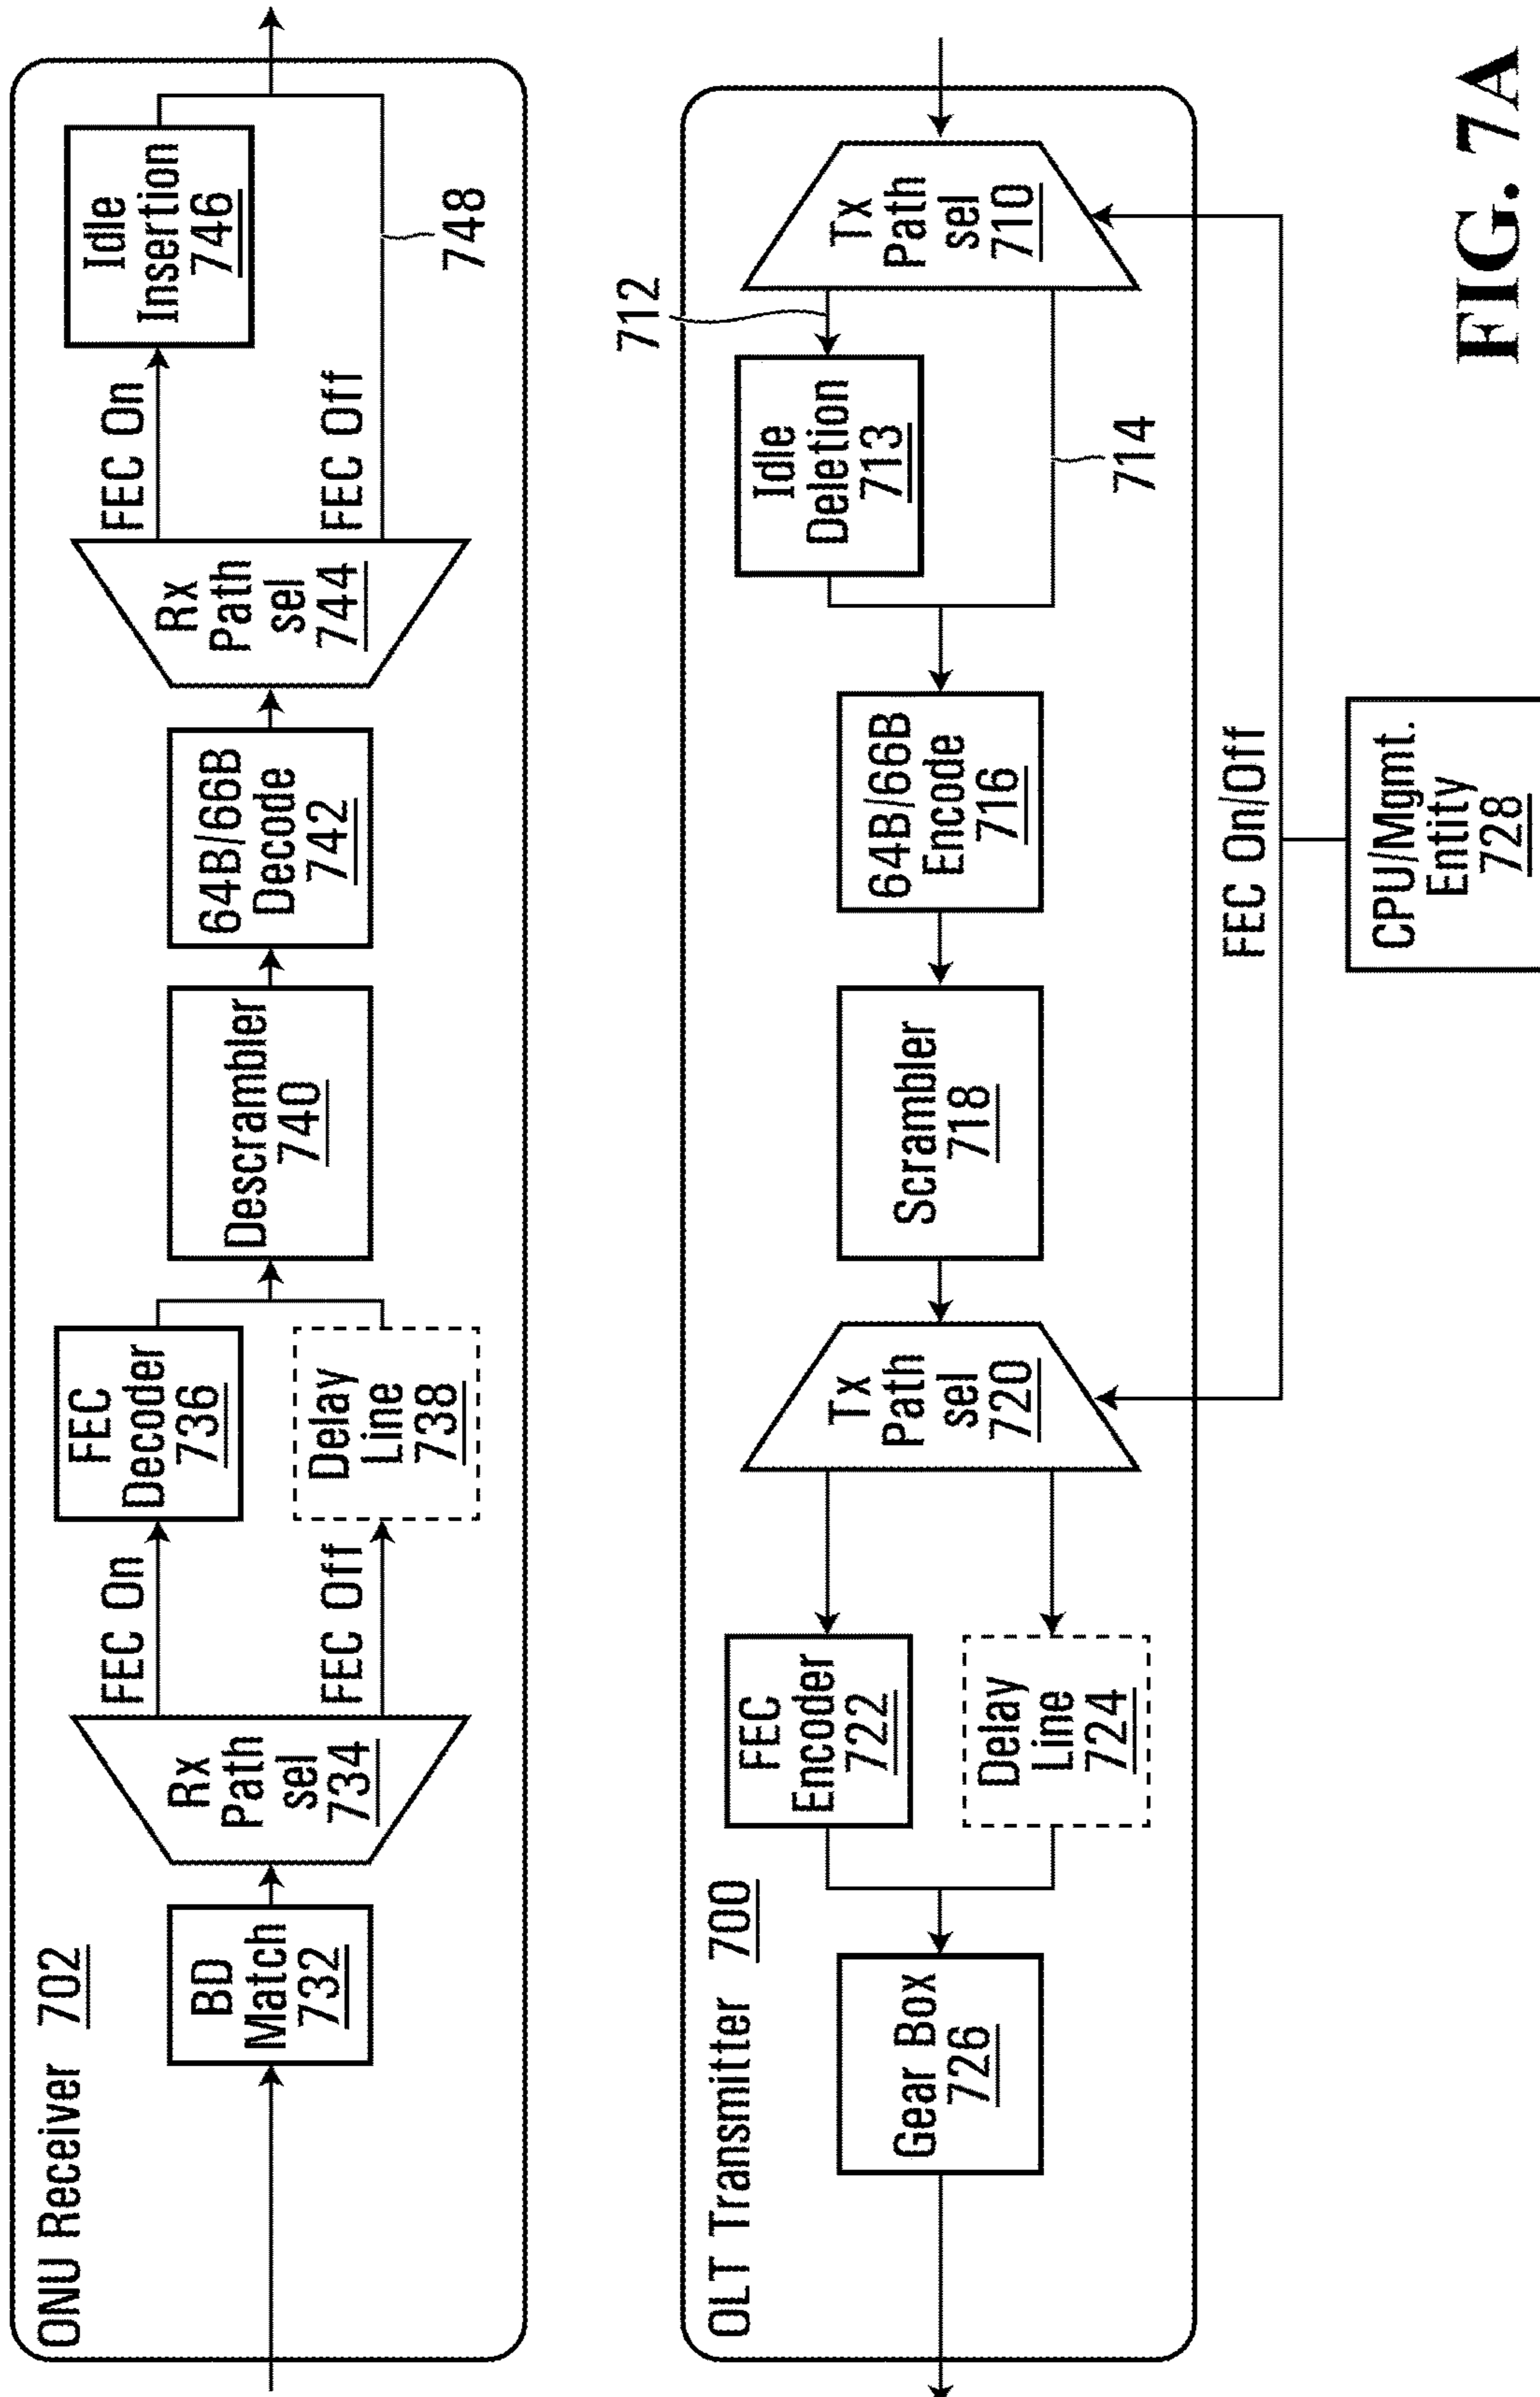 ONU Receiver 702
BD
Match
732
Rx
Path
sel
734
FEC On
FEC Off
FEC
Decoder
736
Delay
Line
738
Descrambler
740
64B/66B
Decode
742
Rx
Path
sel
744
FEC On
FEC Off
Idle
Insertion
746
748
OLT Transmitter 700
Gear Box
726
FEC
Encoder
722
Delay
Line
724
Tx
Path
sel
720
Scrambler
718
64B/66B
Encode
716
Idle
Deletion
713
712
714
Tx
Path
sel
710
FEC On/Off
CPU/Mgmt.
Entity
728
FIG. 7A